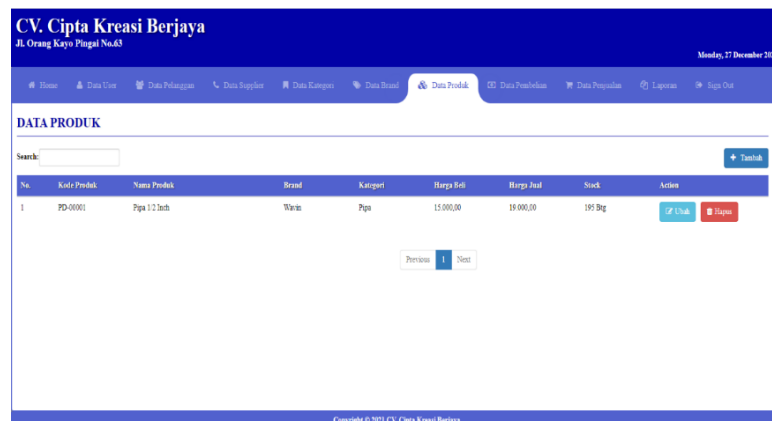 CV. Cipta Kreasi Berjaya
Jl. Orang Kayo Pingai No.63
Monday, 27 December 202
Home Data User Data Pelanggan Data Supplier Data Kategori Data Brand Data Produk Data Pembelian Data Penjualan Laporan Sign Out
DATA PRODUK
Search:
Tambah
No. Kode Produk Nama Produk Brand Kategori Harga Beli Harga Jual Stock Action
1 PD-00001 Pipa 1/2 Inch Wavin Pipa 15.000,00 19.000,00 195 Btg Ubah Hapus
Previous 1 Next
Copyright © 2021 CV. Cipta Kreasi Berjaya